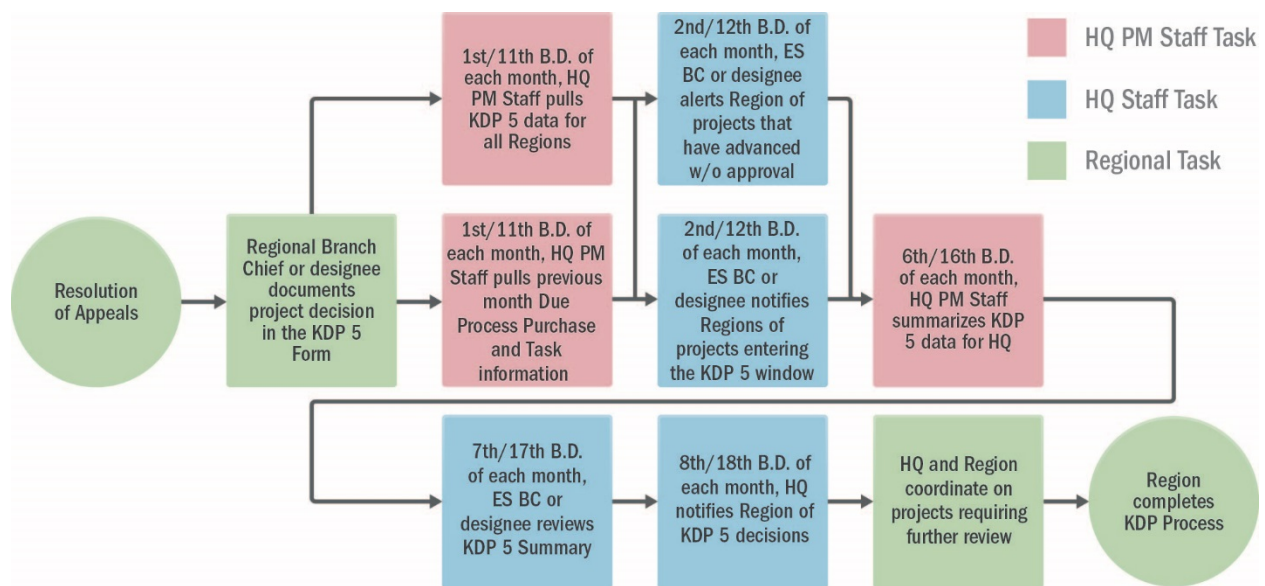 1st/11th B.D. of
each month, HQ
PM Staff pulls
KDP 5 data for
all Regions
2nd/12th B.D. of
each month, ES
BC or designee
alerts Region of
projects that
have advanced
w/o approval
HQ PM Staff Task
HQ Staff Task
Regional Task
Resolution
of Appeals
Regional Branch
Chief or designee
documents
project decision
in the KDP 5
Form
1st/11th B.D. of
each month, HQ PM
Staff pulls previous
month Due
Process Purchase
and Task
information
2nd/12th B.D.
of each month,
ES BC or
designee notifies
Regions of
projects entering
the KDP 5 window
6th/16th B.D.
of each month,
HQ PM Staff
summarizes KDP
5 data for HQ
7th/17th B.D.
of each month,
ES BC or
designee reviews
KDP 5 Summary
8th/18th B.D. of
each month, HQ
notifies Region of
KDP 5 decisions
HQ and Region
coordinate on
projects requiring
further review
Region
completes
KDP Process